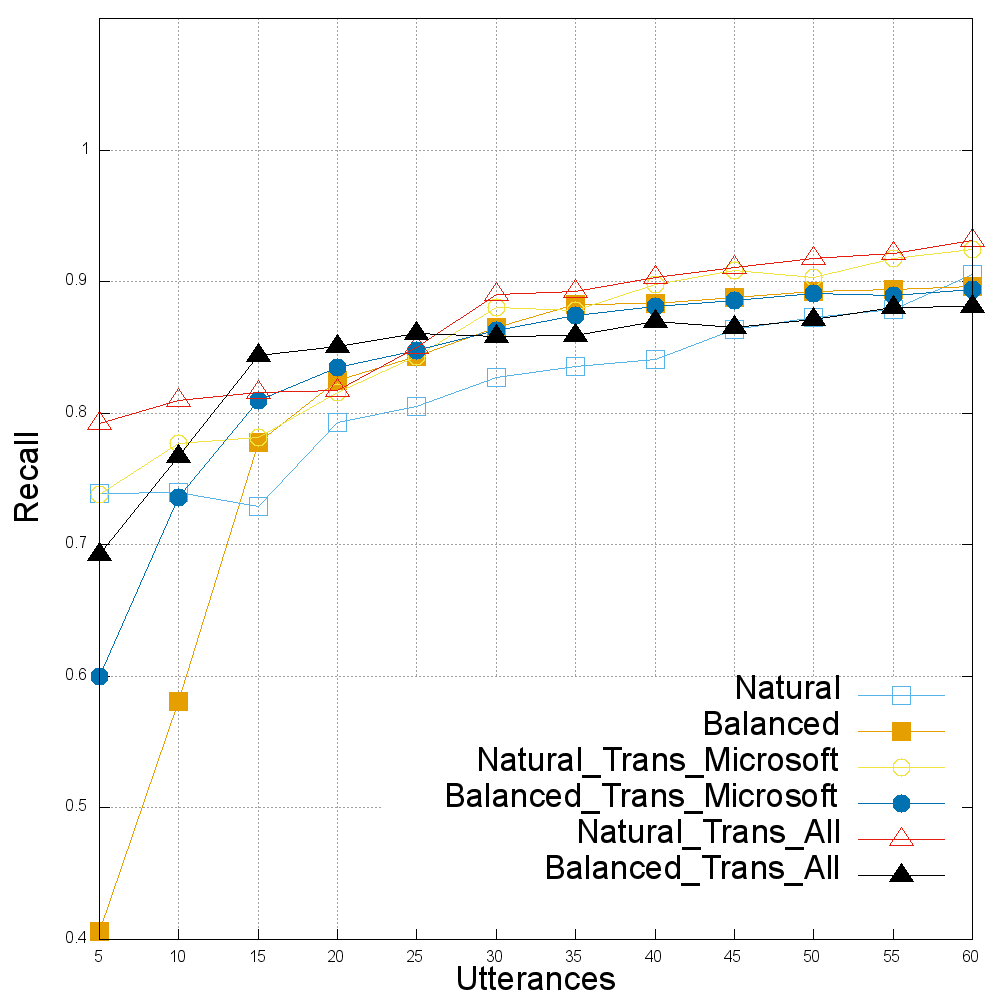 1
0.9
0.8
0.7
0.6
0.5
0.4
Recall
Natural
Balanced
Natural_Trans_Microsoft
Balanced_Trans_Microsoft
Natural_Trans_All
Balanced_Trans_All
5 10 15 20 25 30 35 40 45 50 55 60
Utterances